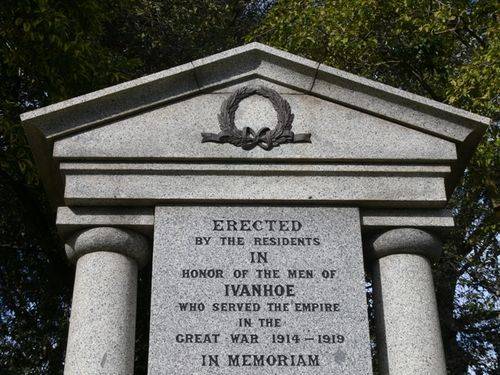 ERECTED
BY THE RESIDENTS
IN
HONOR OF THE MEN OF
IVANHOE
WHO SERVED THE EMPIRE
IN THE
GREAT WAR 1914-1919
IN MEMORIAM